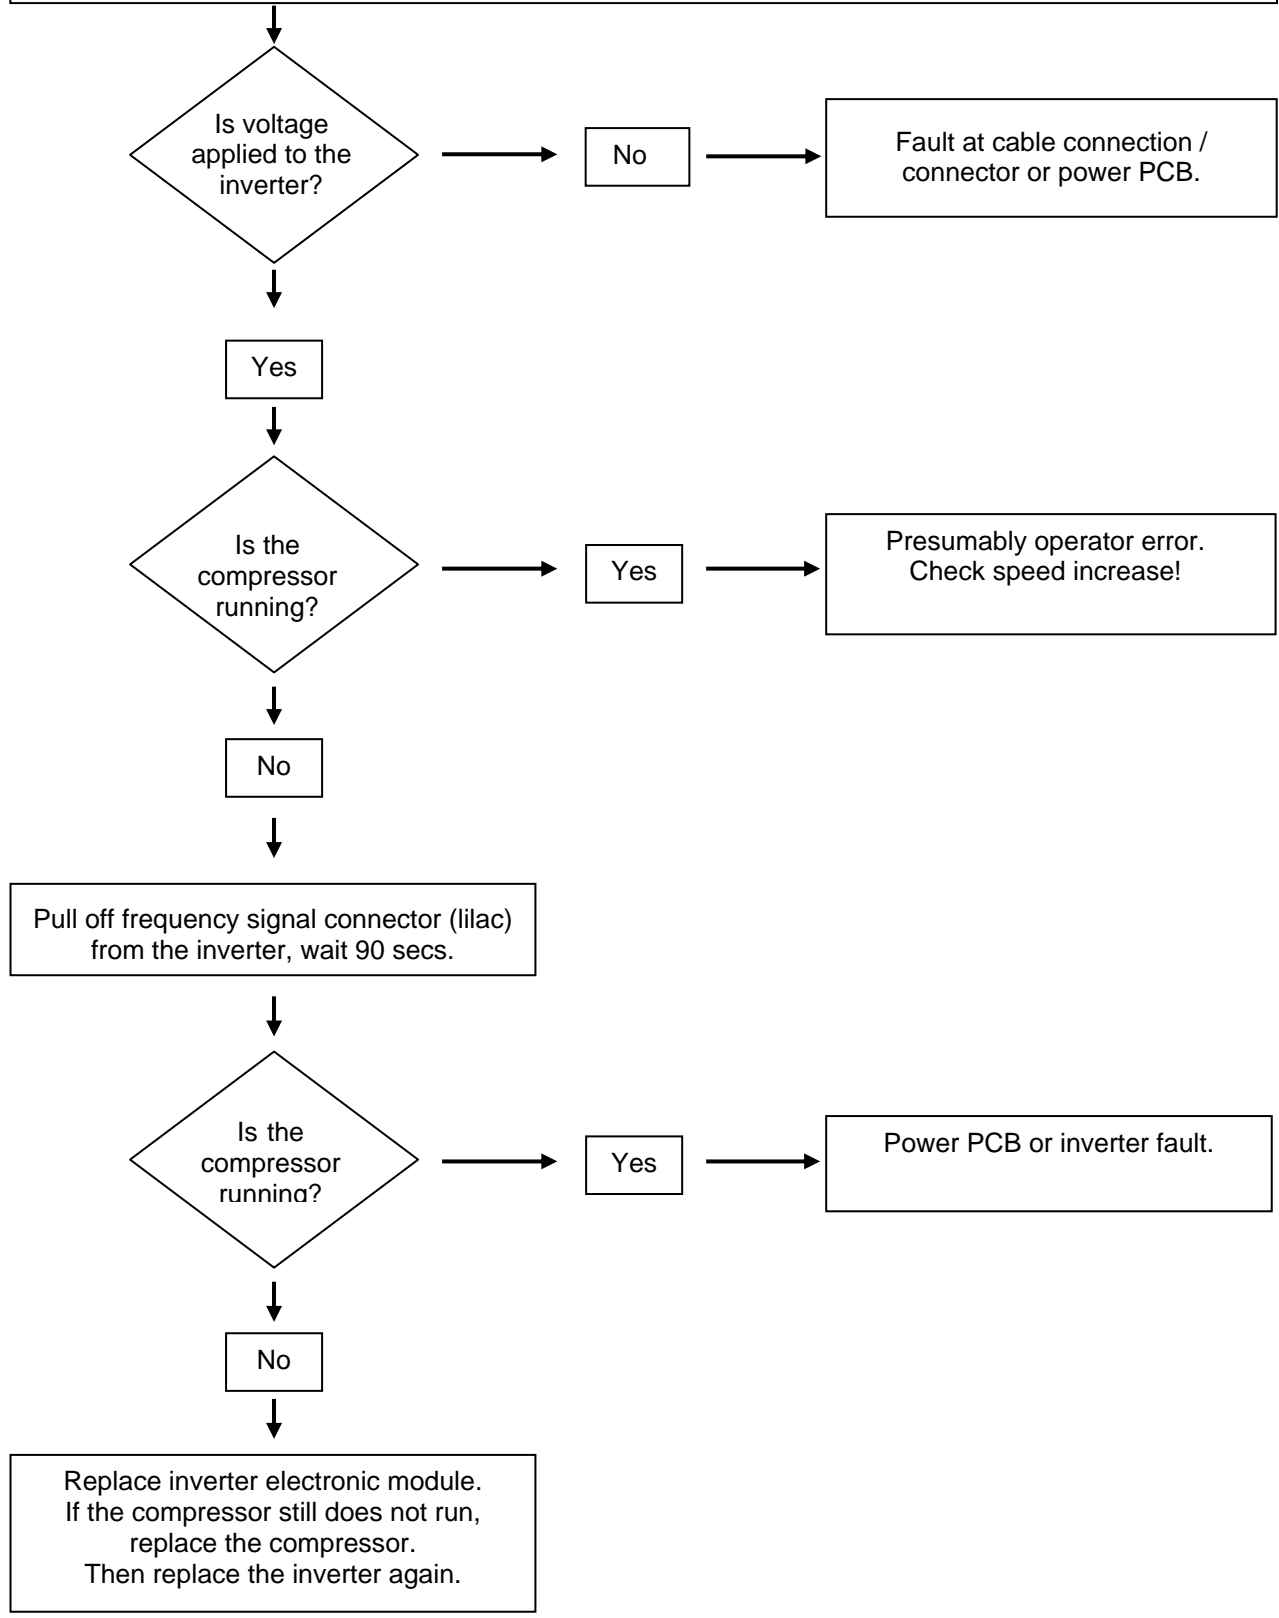 Is voltage
applied to the
inverter?
No
Fault at cable connection /
connector or power PCB.
Yes
Is the
compressor
running?
Yes
Presumably operator error.
Check speed increase!
No
Pull off frequency signal connector (lilac)
from the inverter, wait 90 secs.
Is the
compressor
running?
Yes
Power PCB or inverter fault.
No
Replace inverter electronic module.
If the compressor still does not run,
replace the compressor.
Then replace the inverter again.